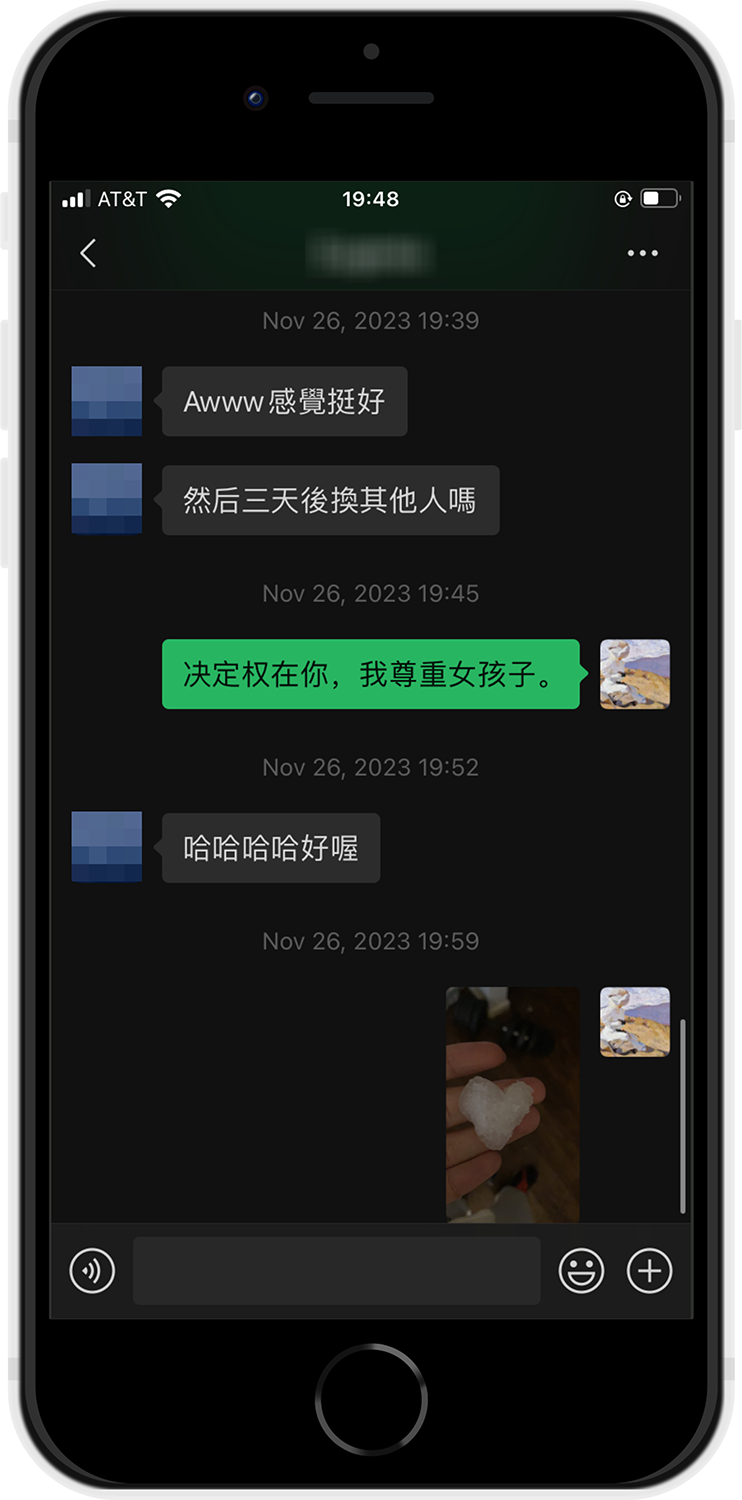 AT&T 19:48
Nov 26, 2023 19:39
Awww感覺挺好
然后三天後換其他人嗎
Nov 26, 2023 19:45
决定权在你，我尊重女孩子。
Nov 26, 2023 19:52
哈哈哈哈好喔
Nov 26, 2023 19:59